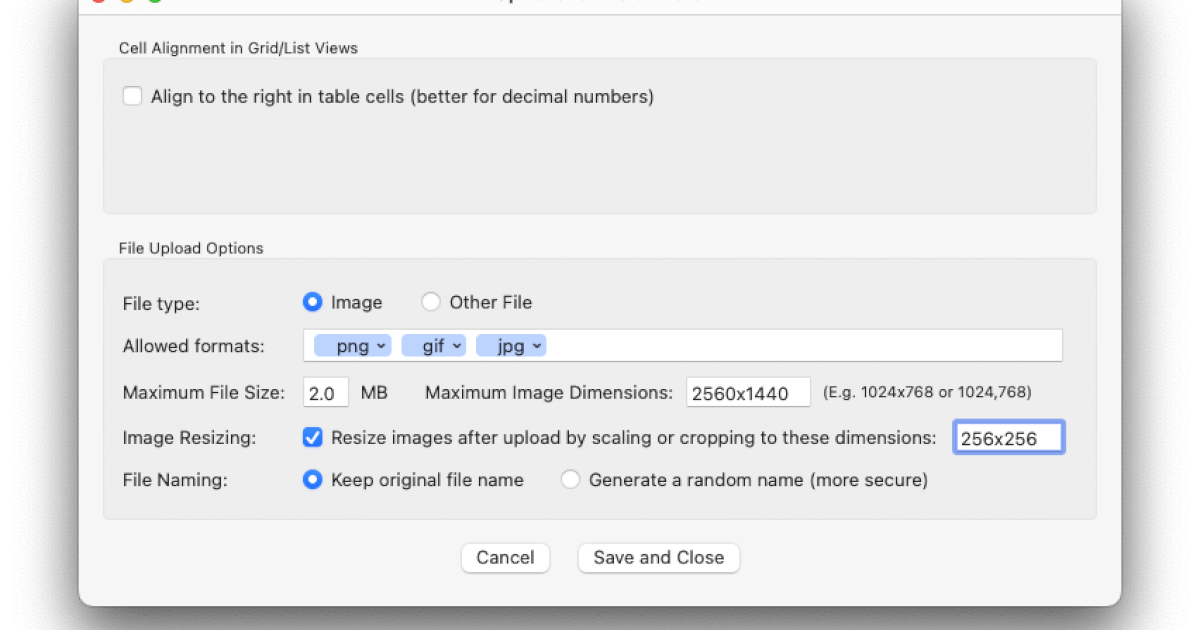 Cell Alignment in Grid/List Views
Align to the right in table cells (better for decimal numbers)
File Upload Options
File type: Image Other File
Allowed formats: png gif jpg
Maximum File Size: 2.0 MB Maximum Image Dimensions: 2560x1440 (E.g. 1024x768 or 1024,768)
Image Resizing: Resize images after upload by scaling or cropping to these dimensions: 256x256
File Naming: Keep original file name Generate a random name (more secure)
Cancel Save and Close